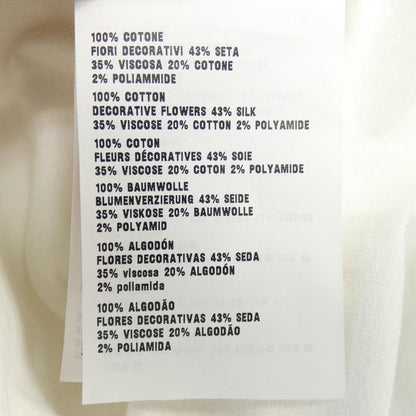 100% COTONE
FIORI DECORATIVI 43% SETA
35% VISCOSA 20% COTONE
2% POLIAMMIDE
100% COTTON
DECORATIVE FLOWERS 43% SILK
35% VISCOSE 20% COTTON 2% POLYAMIDE
100% COTON
FLEURS DÉCORATIVES 43% SOIE
35% VISCOSE 20% COTON 2% POLYAMIDE
100% BAUMWOLLE
BLUMENVERZIERUNG 43% SEIDE
35% VISKOSE 20% BAUMWOLLE
2% POLYAMID
100% ALGODÓN
FLORES DECORATIVAS 43% SEDA
35% viscosa 20% ALGODÓN
2% poliamida
100% ALGODÃO
FLORES DECORATIVAS 43% SEDA
35% VISCOSE 20% ALGODÃO
2% POLIAMIDA